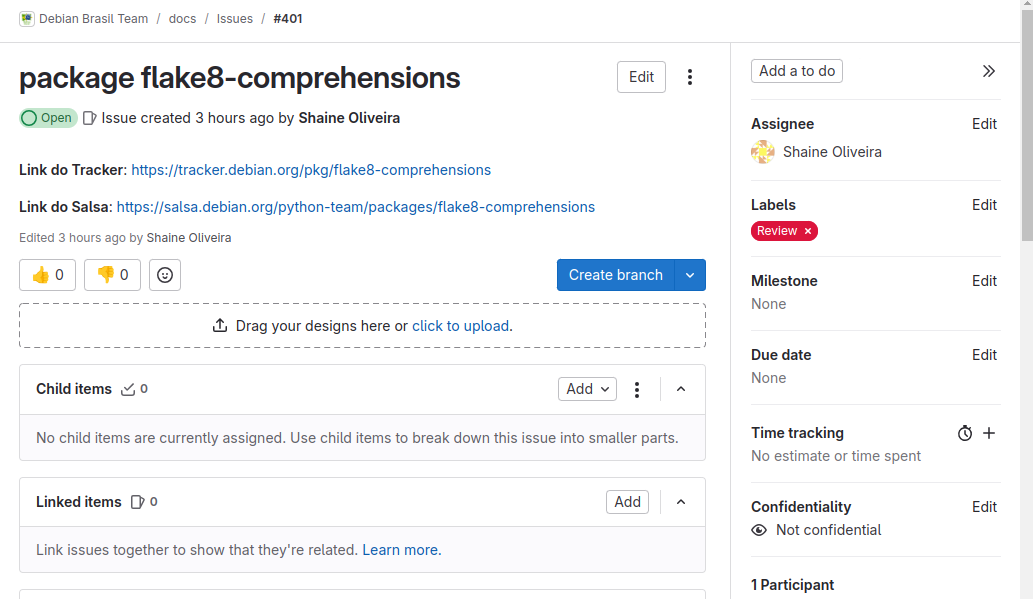 Debian Brasil Team / docs / Issues / #401
package flake8-comprehensions
Edit
Open Issue created 3 hours ago by Shaine Oliveira
Link do Tracker: https://tracker.debian.org/pkg/flake8-comprehensions
Link do Salsa: https://salsa.debian.org/python-team/packages/flake8-comprehensions
Edited 3 hours ago by Shaine Oliveira
👍 0 👎 0
Create branch
Drag your designs here or click to upload.
Child items 0
Add
No child items are currently assigned. Use child items to break down this issue into smaller parts.
Linked items 0
Add
Link issues together to show that they're related. Learn more.
Add a to do
Assignee Edit
Shaine Oliveira
Labels Edit
Review ×
Milestone Edit
None
Due date Edit
None
Time tracking
No estimate or time spent
Confidentiality Edit
Not confidential
1 Participant